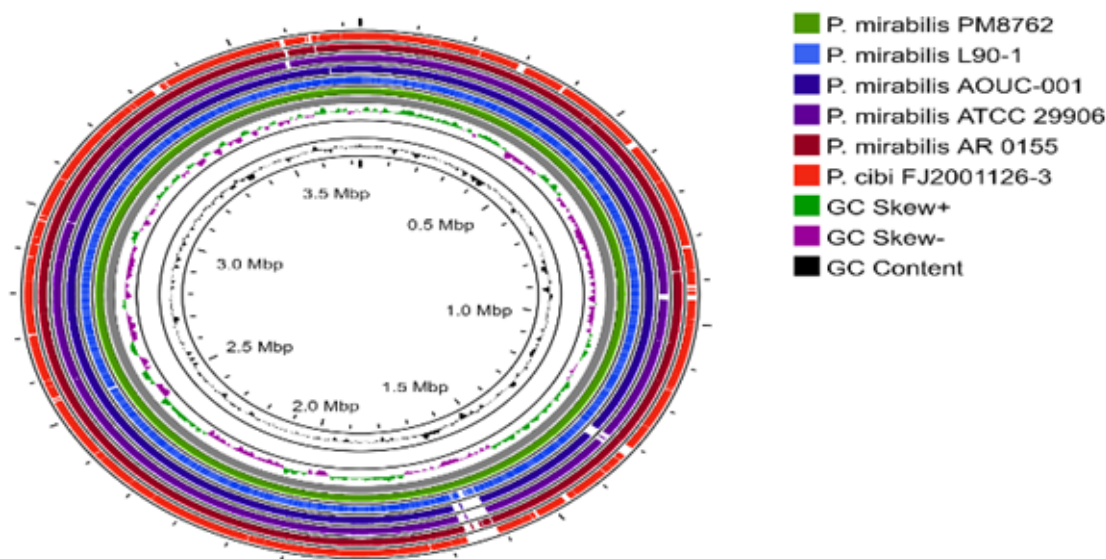 P. mirabilis PM8762
P. mirabilis L90-1
P. mirabilis AOUC-001
P. mirabilis ATCC 29906
P. mirabilis AR 0155
P. cibi FJ2001126-3
GC Skew+
GC Skew-
GC Content
3.5 Mbp
0.5 Mbp
3.0 Mbp
1.0 Mbp
2.5 Mbp
1.5 Mbp
2.0 Mbp